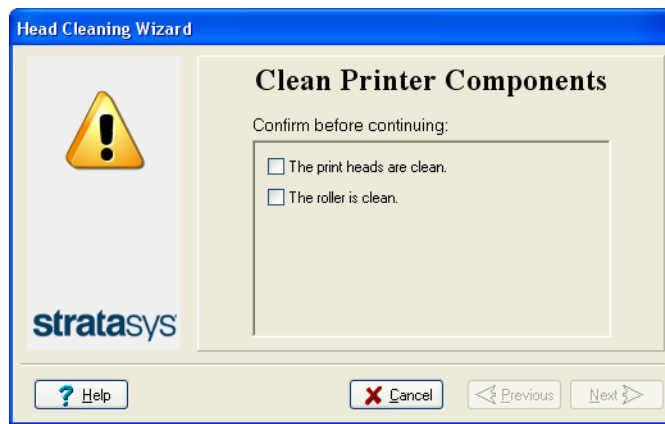 Head Cleaning Wizard
Clean Printer Components
Confirm before continuing:
The print heads are clean.
The roller is clean.
stratasys
? Help
Cancel
Previous
Next